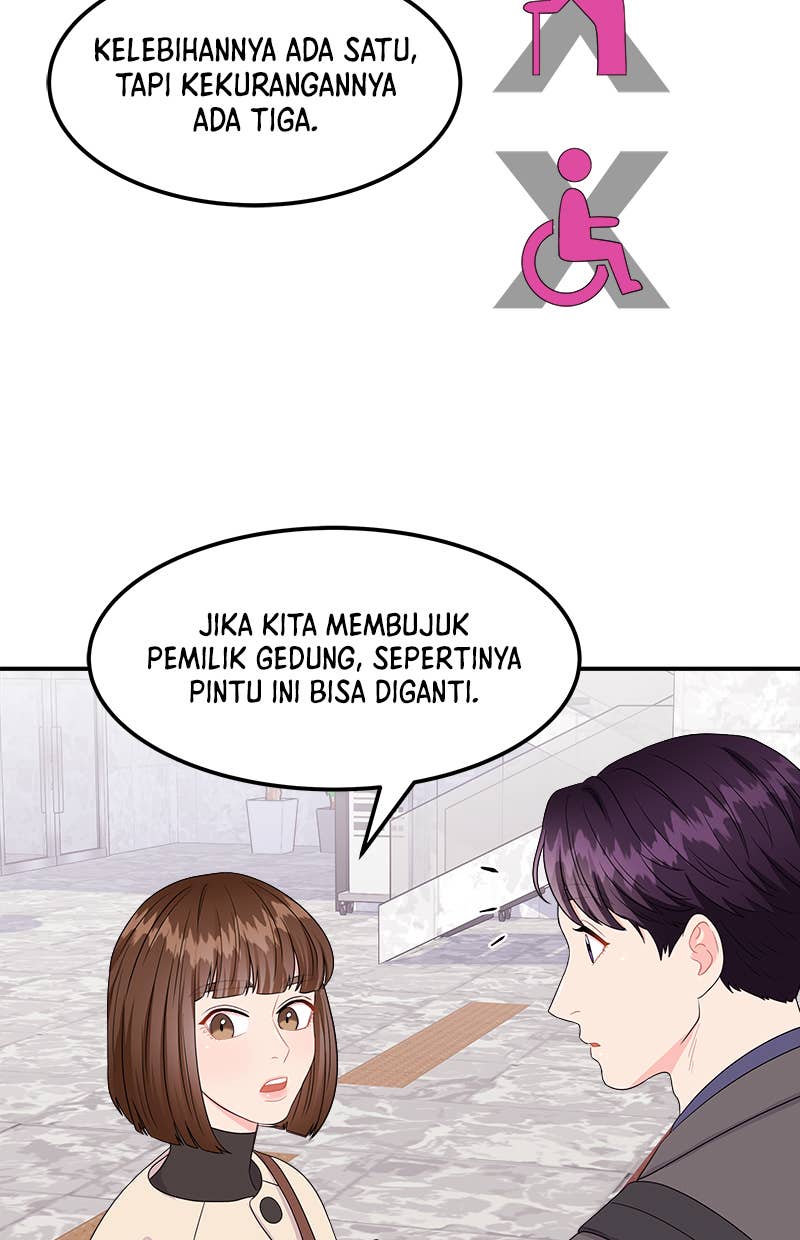 KELEBIHANNYA ADA SATU,
TAPI KEKURANGANNYA
ADA TIGA.
JIKA KITA MEMBUJUK
PEMILIK GEDUNG, SEPERTINYA
PINTU INI BISA DIGANTI.